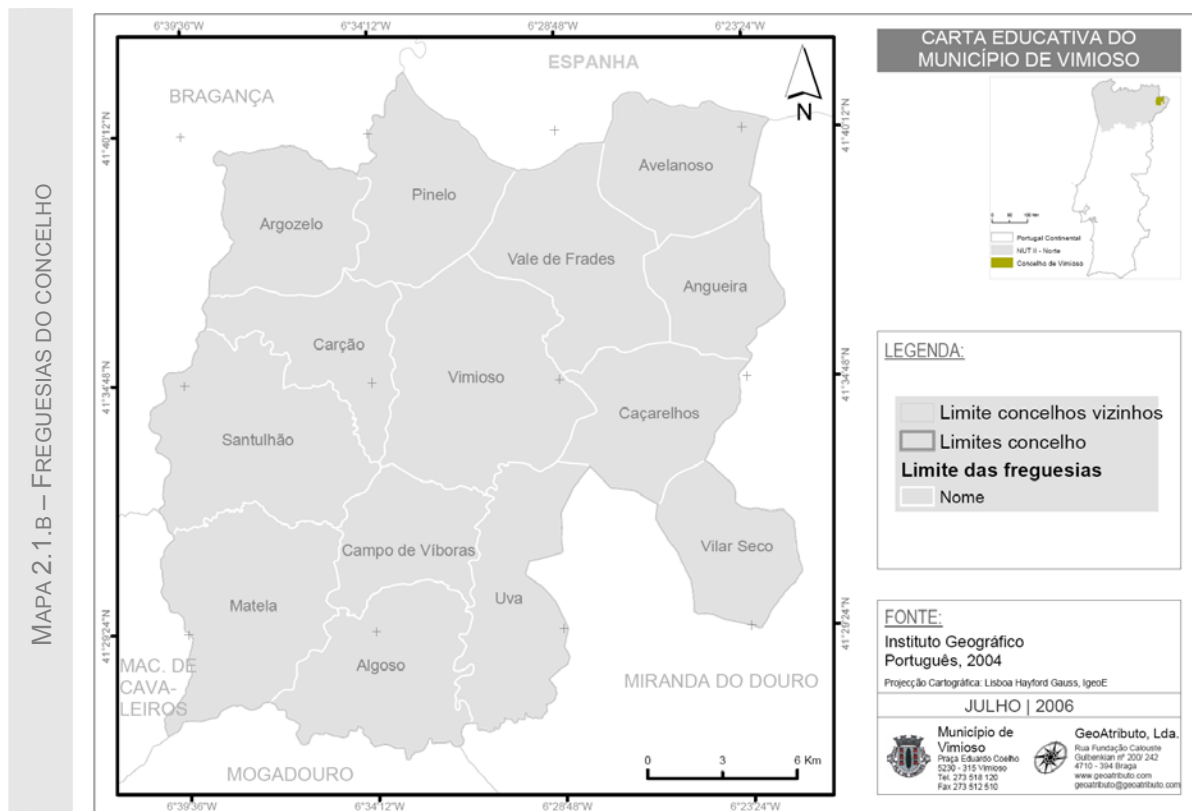 MAPA 2.1.B – FREGUESIAS DO CONCELHO
6°39'36"W
6°34'12"W
6°28'48"W
6°23'24"W
41°40'12"N
41°34'48"N
41°29'24"N
ESPANHA
BRAGANÇA
N
Avelanoso
Pinelo
Argozelo
Vale de Frades
Angueira
Carção
Vimioso
Caçarelhos
Santulhão
Campo de Víboras
Vilar Seco
Uva
Matela
Algoso
MAC. DE
CAVA-
LEIROS
MIRANDA DO DOURO
MOGADOURO
0 3 6 Km
41°40'12"N
41°34'48"N
41°29'24"N
6°39'36"W
6°34'12"W
6°28'48"W
6°23'24"W
CARTA EDUCATIVA DO
MUNICÍPIO DE VIMIOSO
Portugal Continental
NUT II - Norte
Concelho de Vimioso
LEGENDA:
Limite concelhos vizinhos
Limites concelho
Limite das freguesias
Nome
FONTE:
Instituto Geográfico
Português, 2004
Projecção Cartográfica: Lisboa Hayford Gauss, IgeoE
JULHO | 2006
Município de
Vimioso
Praça Eduardo Coelho
5230 - 315 Vimioso
Tel. 273 518 120
Fax 273 512 510
GeoAtributo, Lda.
Rua Fundação Calouste
Gulbenkian nº 200/ 242
4710 - 394 Braga
www.geoatributo.com
geoatributo@geoatributo.com